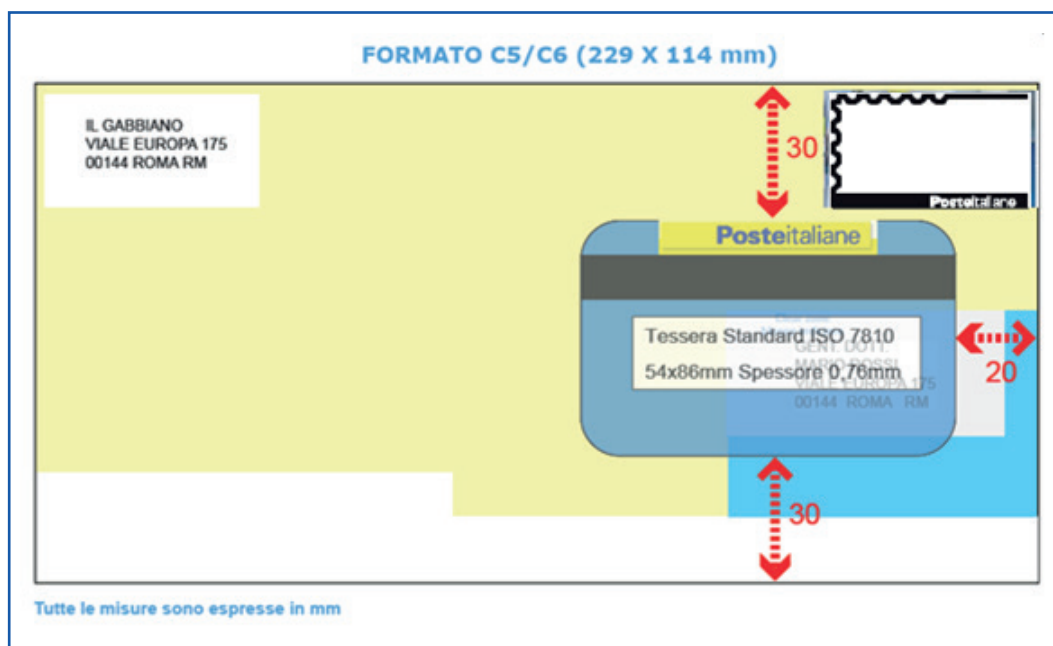 FORMATO C5/C6 (229 X 114 mm)
IL GABBIANO
VIALE EUROPA 175
00144 ROMA RM
30
Posteitaliane
Posteitaliane
Tessera Standard ISO 7810
54x86mm Spessore 0,76mm
GENT. DOTT.
MARIO ROSSI
VIALE EUROPA 175
00144 ROMA RM
20
30
Tutte le misure sono espresse in mm